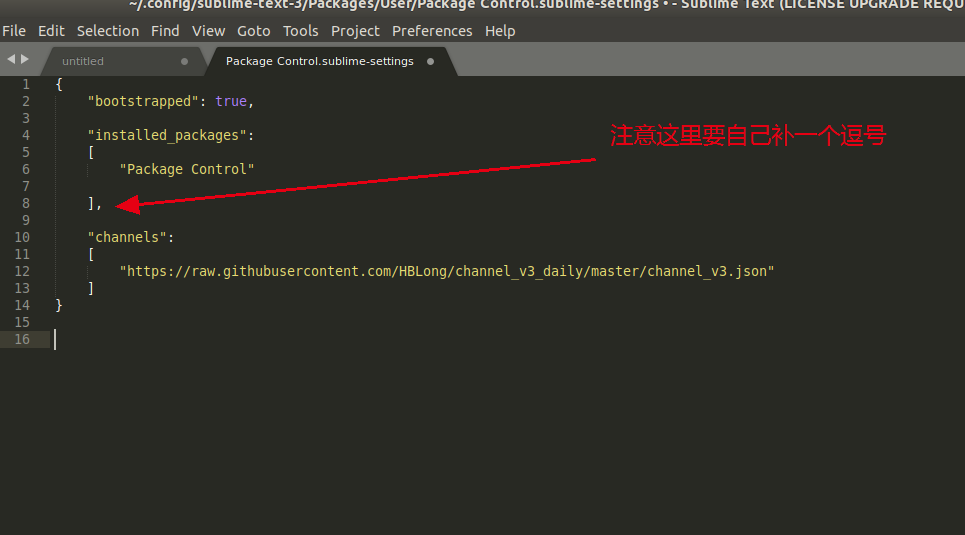 ~/.config/sublime-text-3/Packages/User/Package Control.sublime-settings • - Sublime Text (LICENSE UPGRADE REQU
File Edit Selection Find View Goto Tools Project Preferences Help
untitled Package Control.sublime-settings
1 {
2 "bootstrapped": true,
3
4 "installed_packages":
注意这里要自己补一个逗号
5 [
6 "Package Control"
7
8 ],
9
10 "channels":
11 [
12 "https://raw.githubusercontent.com/HBLong/channel_v3_daily/master/channel_v3.json"
13 ]
14 }
15
16